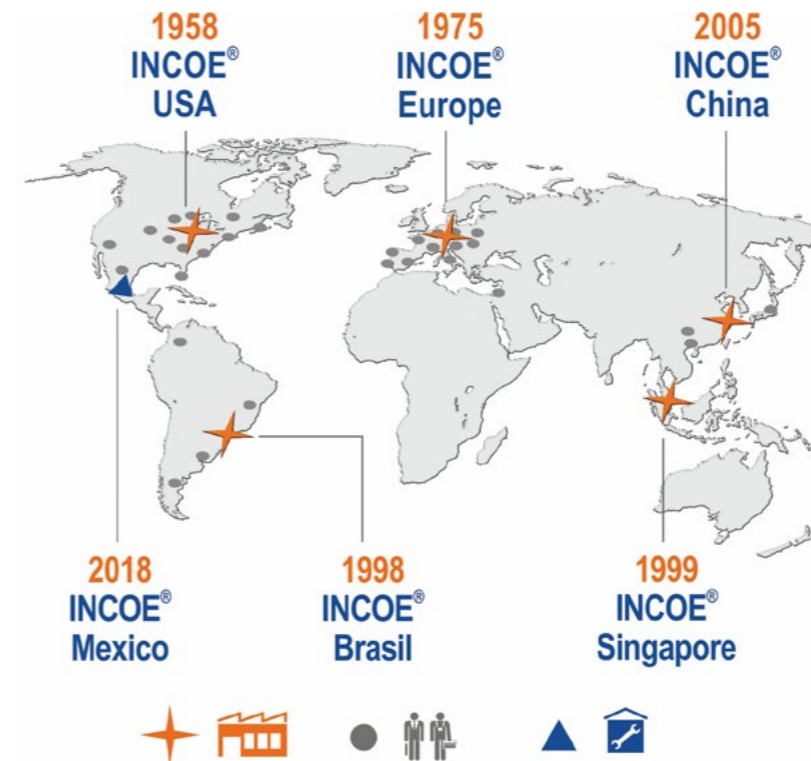 1958
INCOE®
USA
1975
INCOE®
Europe
2005
INCOE®
China
2018
INCOE®
Mexico
1998
INCOE®
Brasil
1999
INCOE®
Singapore